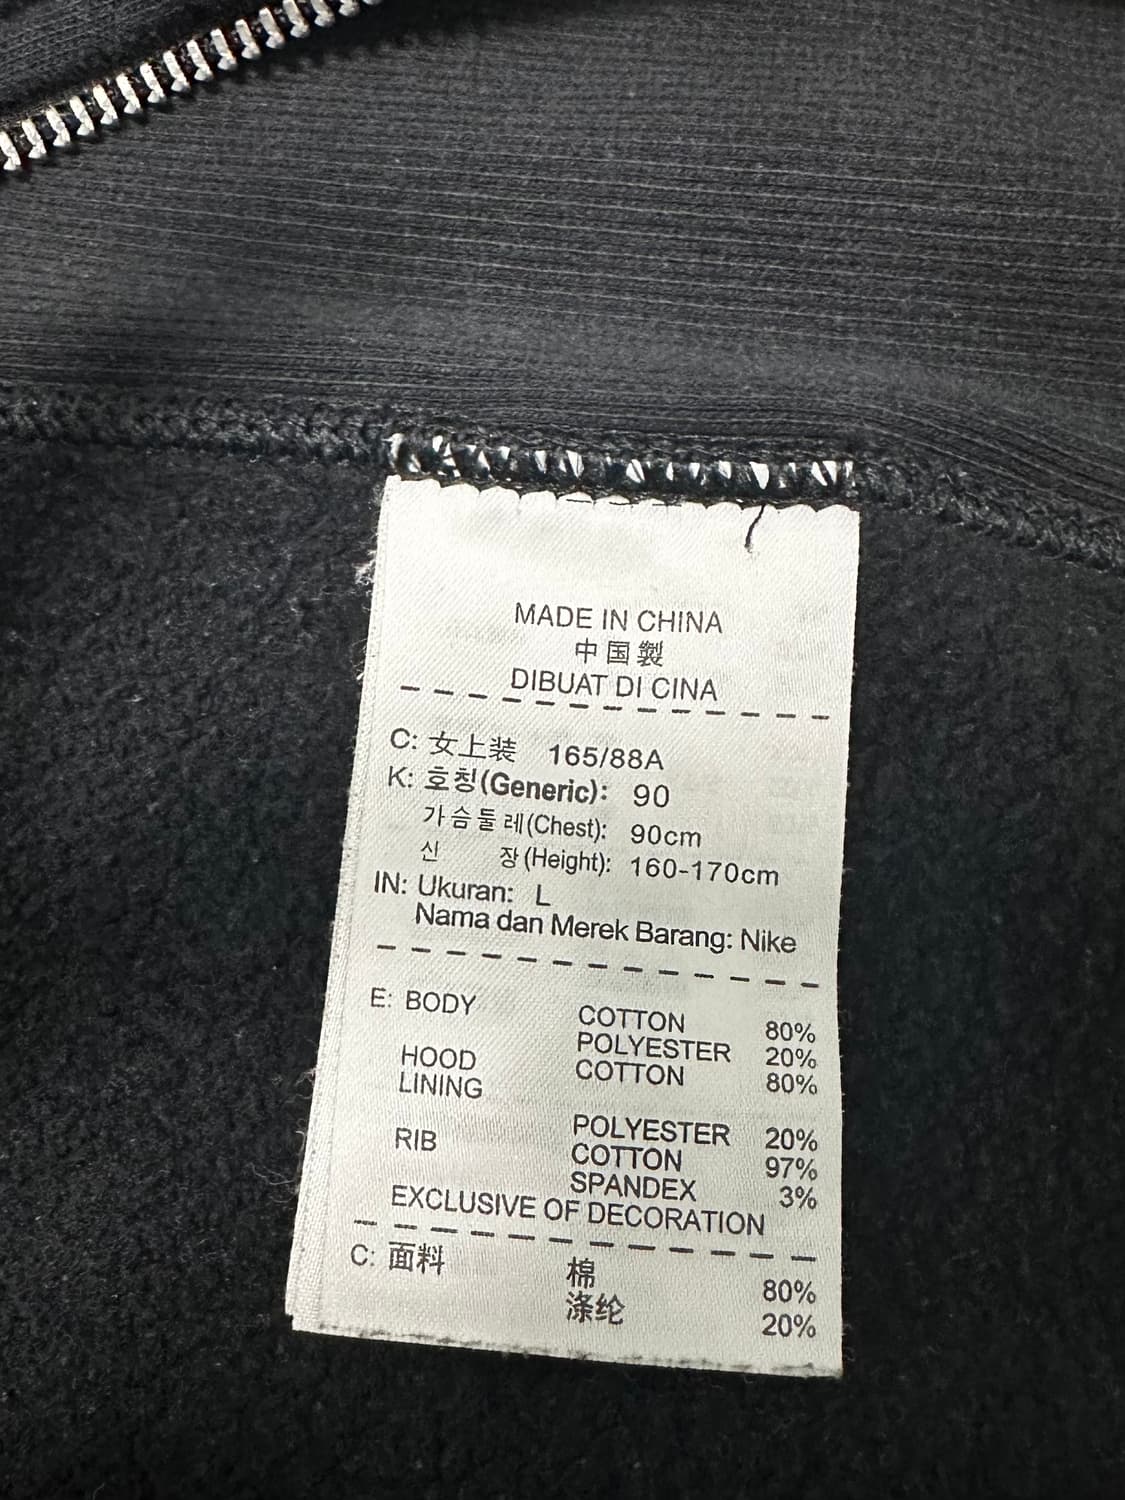 MADE IN CHINA
中国製
DIBUAT DI CINA
C: 女上装 165/88A
K: 호칭(Generic): 90
가슴둘레(Chest): 90cm
신 장(Height): 160-170cm
IN: Ukuran: L
Nama dan Merek Barang: Nike
E: BODY COTTON 80%
POLYESTER 20%
HOOD COTTON 80%
LINING
POLYESTER 20%
RIB COTTON 97%
SPANDEX 3%
EXCLUSIVE OF DECORATION
C: 面料 棉 80%
涤纶 20%